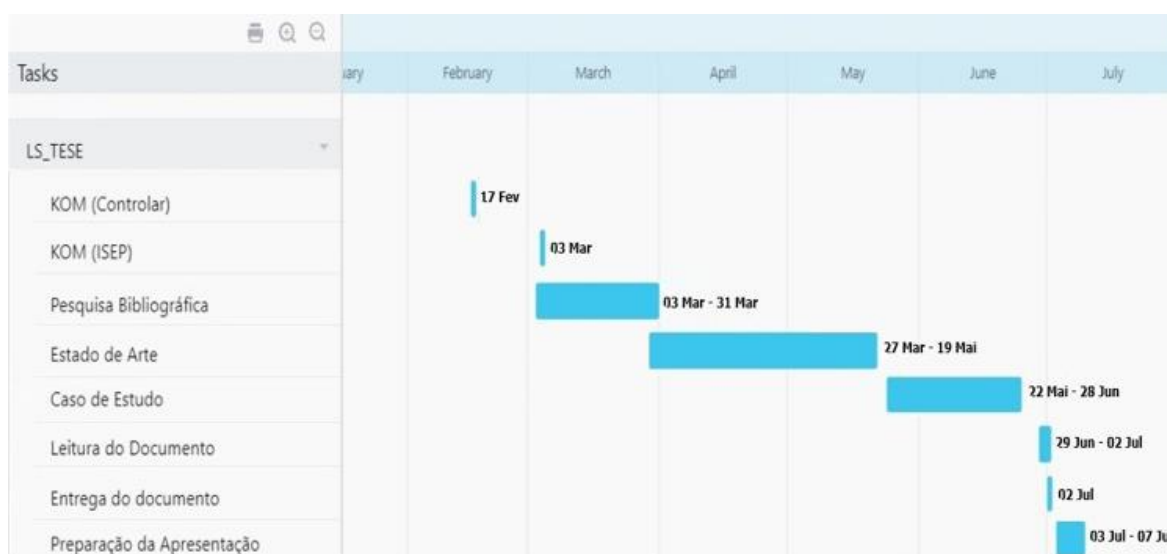 uary February March April May June July
Tasks
LS_TESE
KOM (Controlar) 17 Fev
KOM (ISEP) 03 Mar
Pesquisa Bibliográfica 03 Mar - 31 Mar
Estado de Arte 27 Mar - 19 Mai
Caso de Estudo 22 Mai - 28 Jun
Leitura do Documento 29 Jun - 02 Jul
Entrega do documento 02 Jul
Preparação da Apresentação 03 Jul - 07 Ju